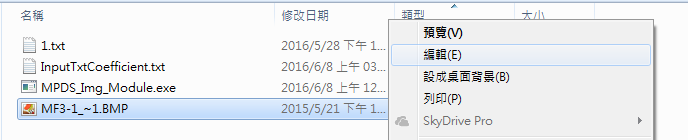 名稱 修改日期 類型 大小
1.txt 2016/5/28 下午 1...
InputTxtCoefficient.txt 2016/6/8 上午 03...
MPDS_Img_Module.exe 2016/6/8 上午 12...
MF3-1_~1.BMP 2015/5/21 下午 1...
預覽(V)
編輯(E)
設成桌面背景(B)
列印(P)
SkyDrive Pro